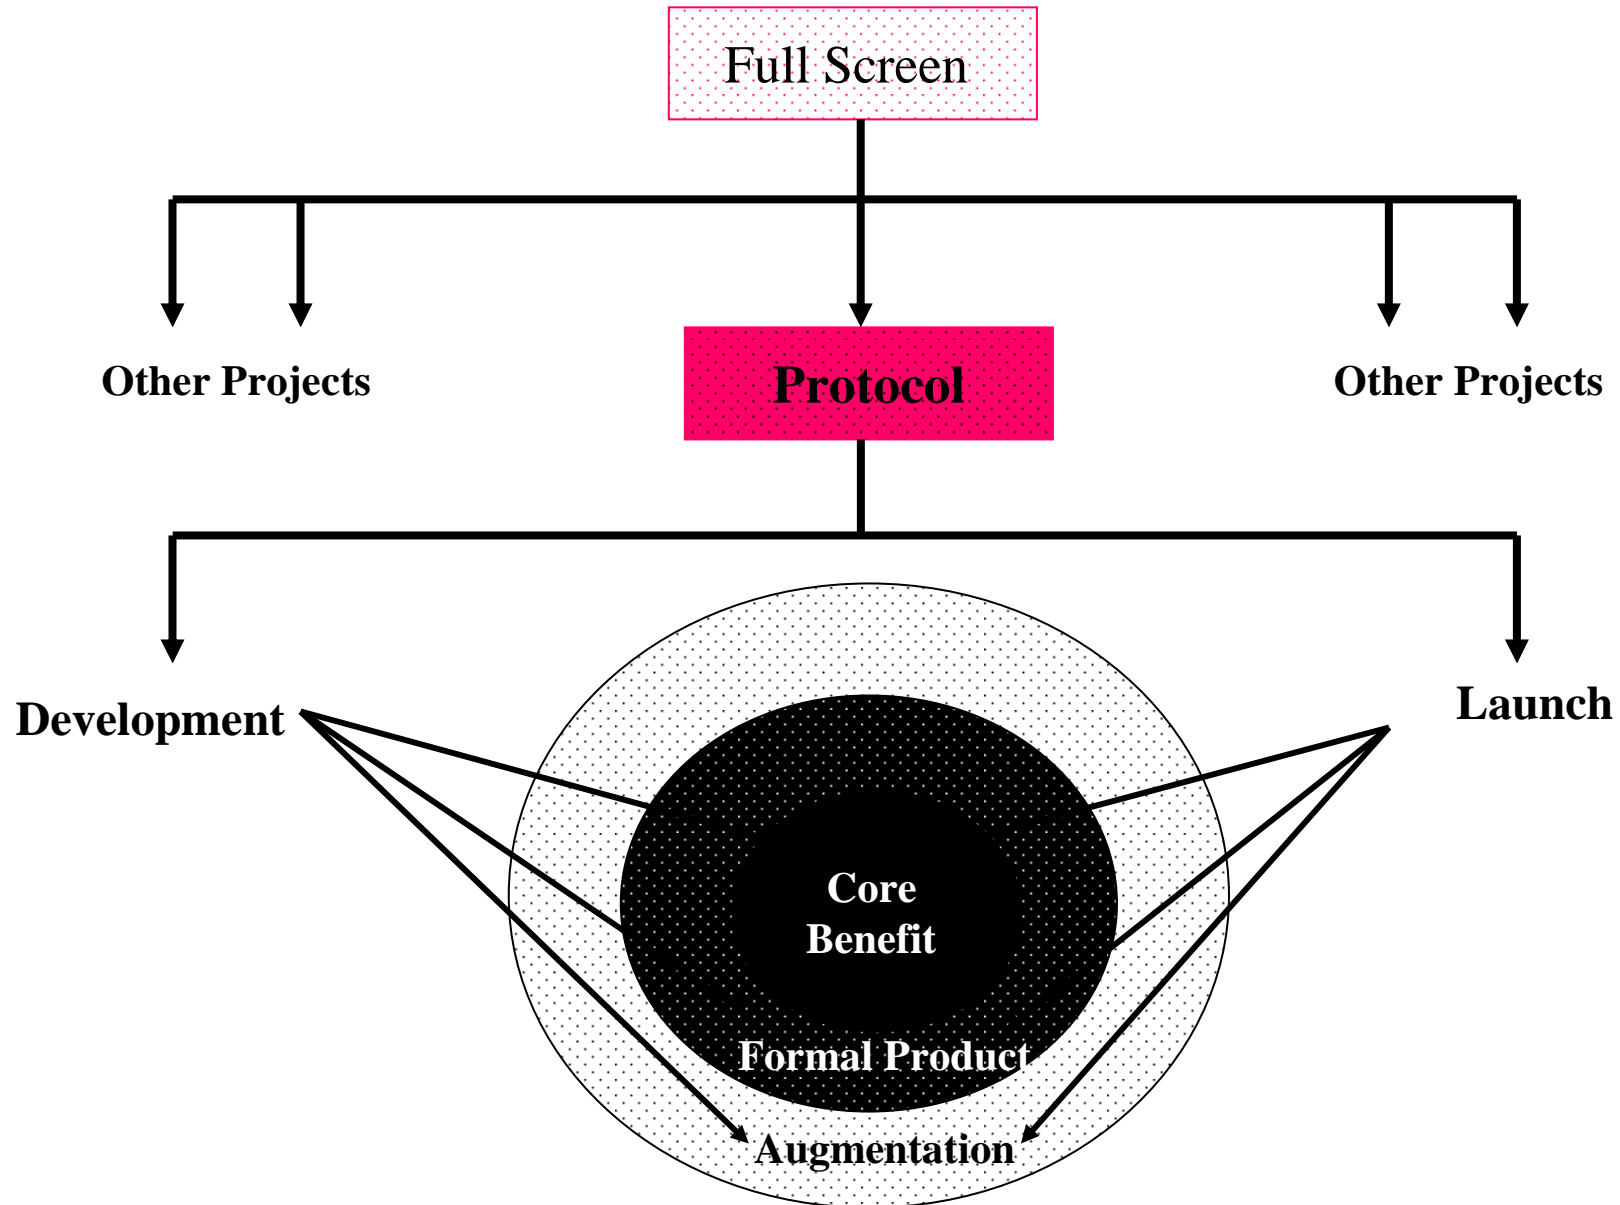 Full Screen
Other Projects
Protocol
Other Projects
Development
Launch
Core
Benefit
Formal Product
Augmentation